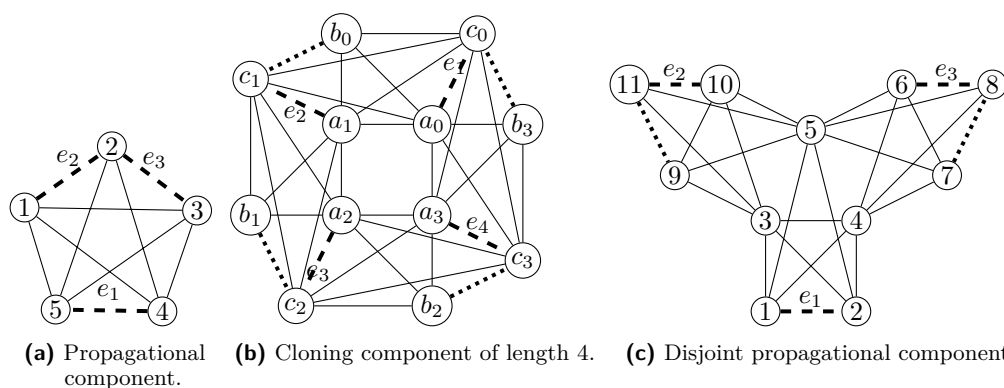 b₀
c₀
c₁
e₁
11
e₂
10
6
e₃
8
e₂
a₁
a₀
b₃
5
2
e₂
e₃
9
7
1
3
b₁
a₂
a₃
e₄
3
4
e₃
c₃
5
e₁
4
c₂
b₂
1
e₁
2
(a) Propagational
component.
(b) Cloning component of length 4.
(c) Disjoint propagational component